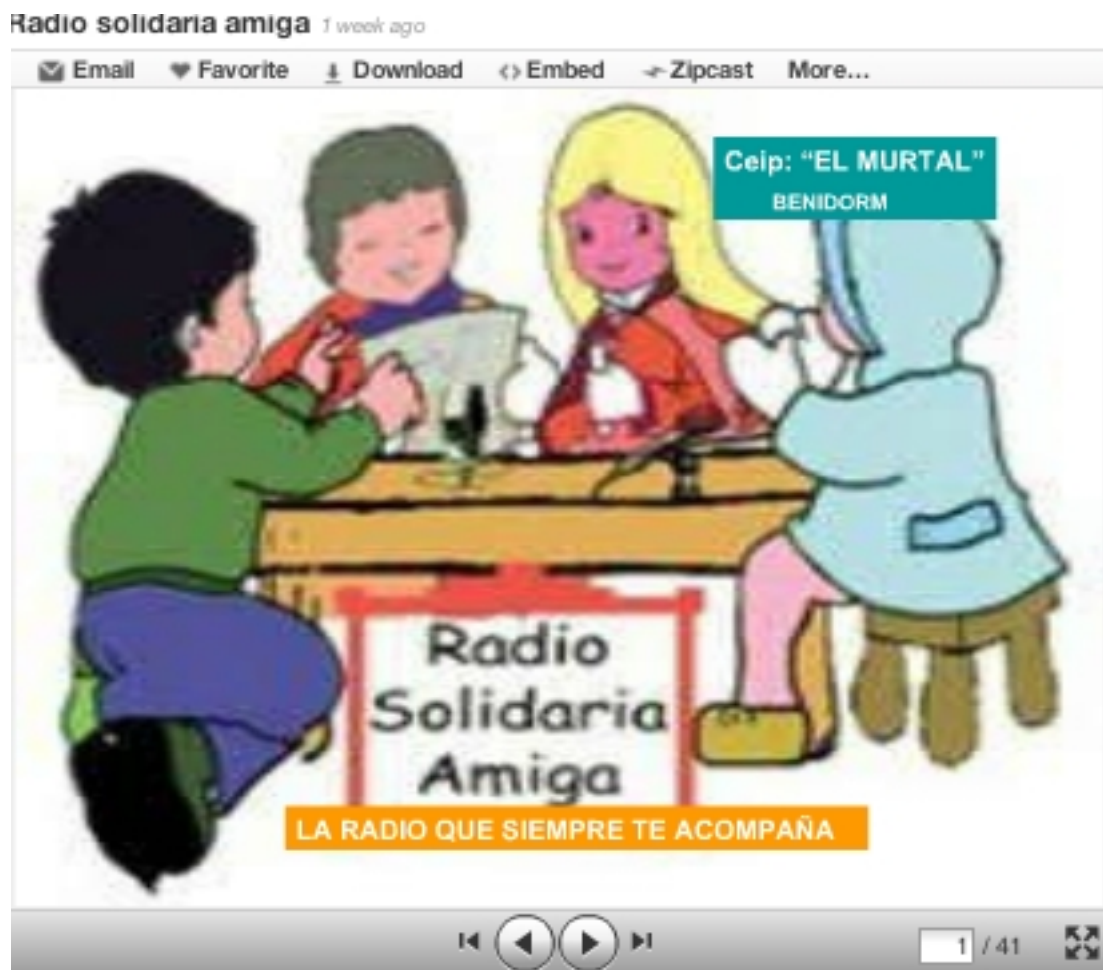 Radio solidaria amiga 1 week ago
Email Favorite Download Embed Zipcast More...
Ceip: “EL MURTAL”
BENIDORM
Radio
Solidaria
Amiga
LA RADIO QUE SIEMPRE TE ACOMPAÑA
1 / 41